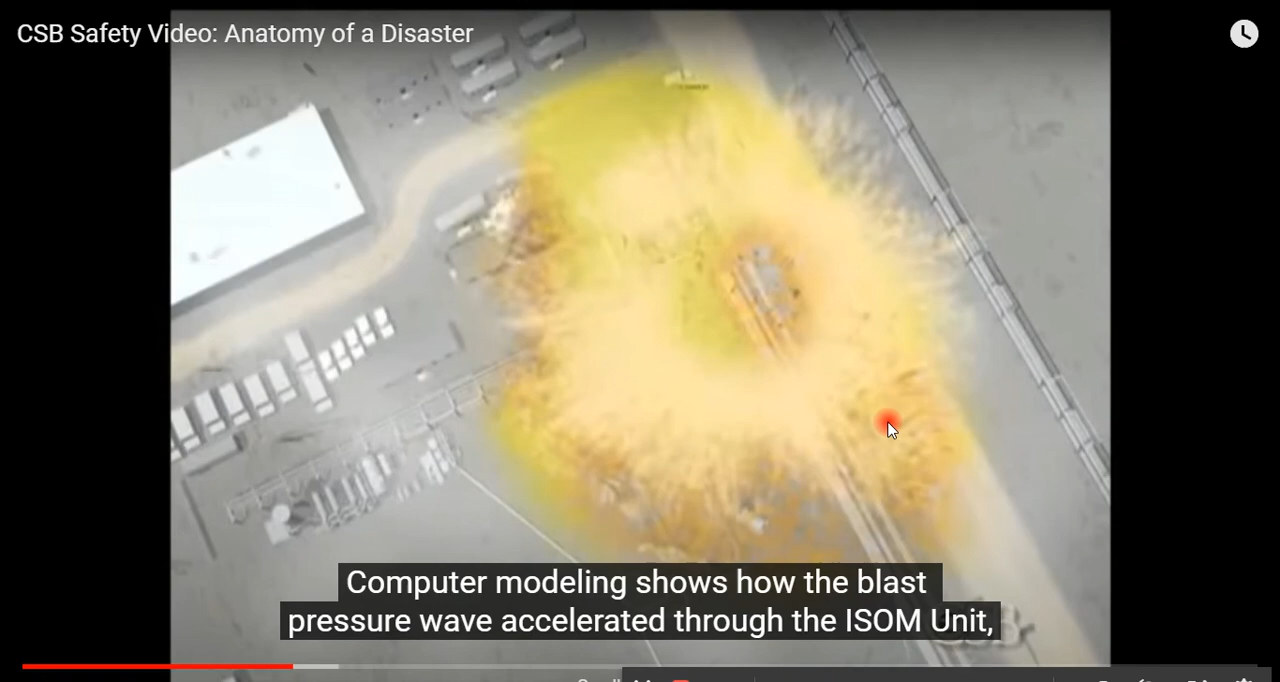 CSB Safety Video: Anatomy of a Disaster
Computer modeling shows how the blast
pressure wave accelerated through the ISOM Unit,